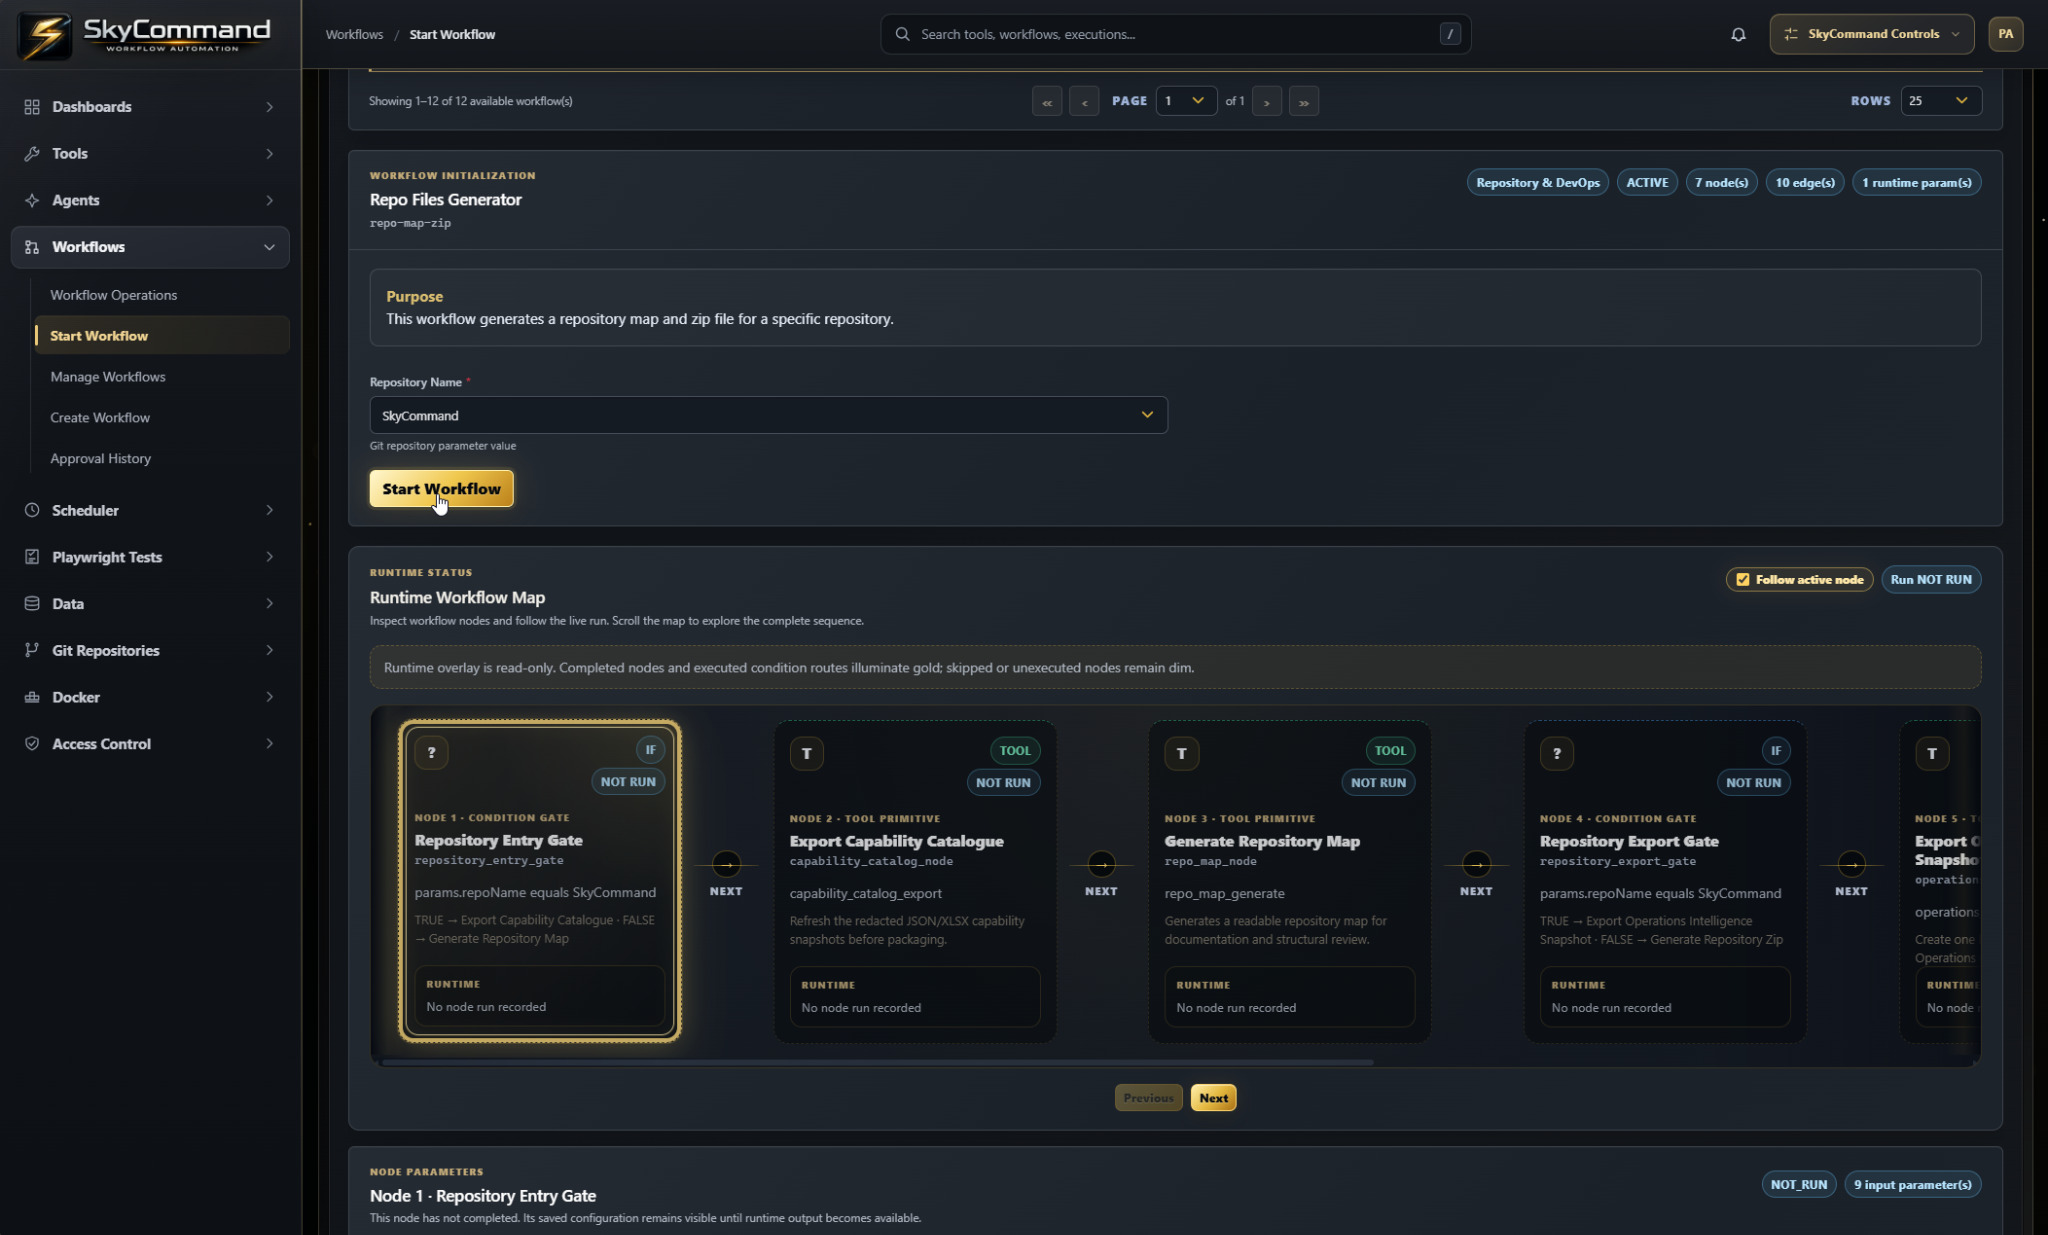 SkyCommand
WORKFLOW AUTOMATION
Workflows / Start Workflow
Search tools, workflows, executions...
/
SkyCommand Controls
PA
Dashboards
Tools
Agents
Workflows
Workflow Operations
Start Workflow
Manage Workflows
Create Workflow
Approval History
Scheduler
Playwright Tests
Data
Git Repositories
Docker
Access Control
Showing 1–12 of 12 available workflow(s)
« ‹ PAGE 1 of 1 › »
ROWS 25
WORKFLOW INITIALIZATION
Repo Files Generator
repo-map-zip
Repository & DevOps
ACTIVE
7 node(s)
10 edge(s)
1 runtime param(s)
Purpose
This workflow generates a repository map and zip file for a specific repository.
Repository Name *
SkyCommand
Git repository parameter value
Start Workflow
RUNTIME STATUS
Runtime Workflow Map
Inspect workflow nodes and follow the live run. Scroll the map to explore the complete sequence.
Follow active node
Run NOT RUN
Runtime overlay is read-only. Completed nodes and executed condition routes illuminate gold; skipped or unexecuted nodes remain dim.
?
IF
NOT RUN
NODE 1 · CONDITION GATE
Repository Entry Gate
repository_entry_gate
params.repoName equals SkyCommand
TRUE → Export Capability Catalogue · FALSE
→ Generate Repository Map
RUNTIME
No node run recorded
→
NEXT
T
TOOL
NOT RUN
NODE 2 · TOOL PRIMITIVE
Export Capability Catalogue
capability_catalog_node
capability_catalog_export
Refresh the redacted JSON/XLSX capability
snapshots before packaging.
RUNTIME
No node run recorded
→
NEXT
T
TOOL
NOT RUN
NODE 3 · TOOL PRIMITIVE
Generate Repository Map
repo_map_node
repo_map_generate
Generates a readable repository map for
documentation and structural review.
RUNTIME
No node run recorded
→
NEXT
?
IF
NOT RUN
NODE 4 · CONDITION GATE
Repository Export Gate
repository_export_gate
params.repoName equals SkyCommand
TRUE → Export Operations Intelligence
Snapshot · FALSE → Generate Repository Zip
RUNTIME
No node run recorded
→
NEXT
T
NODE 5 · T
Export O
Snapsho
operation
operations
Create one
Operations
RUNTIME
No node
Previous
Next
NODE PARAMETERS
Node 1 · Repository Entry Gate
This node has not completed. Its saved configuration remains visible until runtime output becomes available.
NOT_RUN
9 input parameter(s)